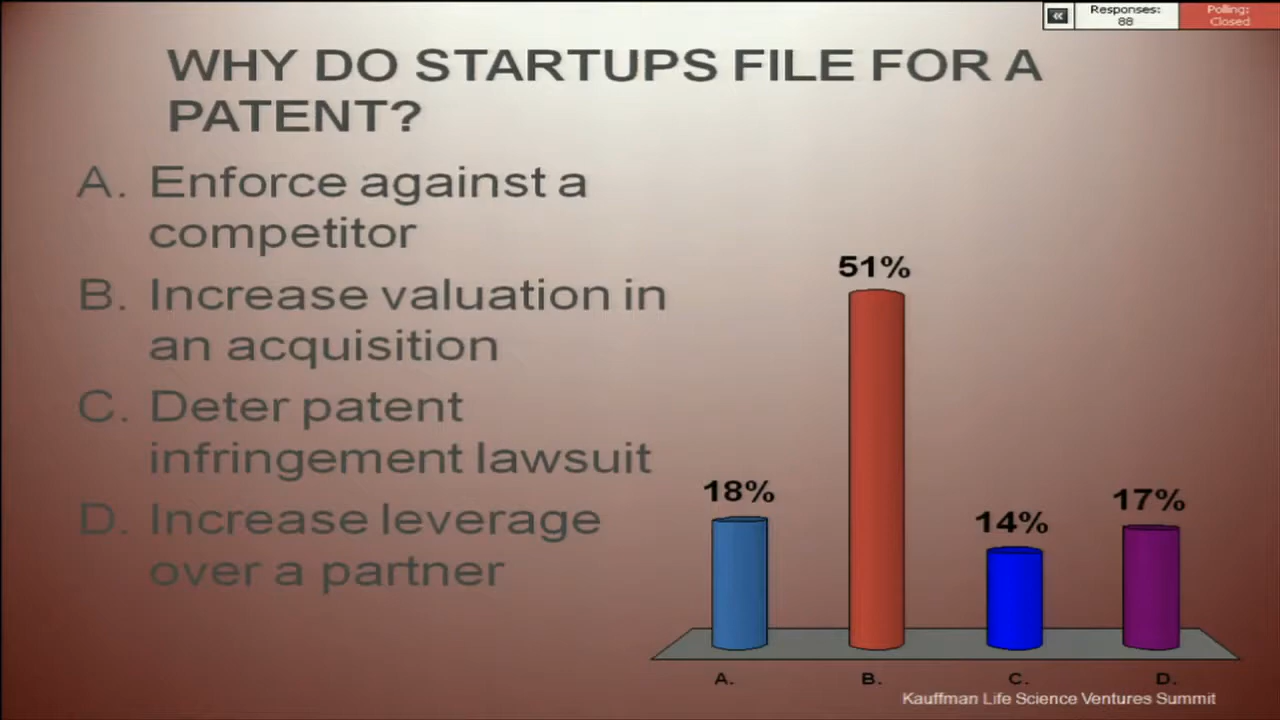 Responses:
88
Polling:
Closed
WHY DO STARTUPS FILE FOR A
PATENT?
A. Enforce against a
competitor
B. Increase valuation in
an acquisition
C. Deter patent
infringement lawsuit
D. Increase leverage
over a partner
51%
18%
17%
14%
A.
B.
C.
D.
Kauffman Life Science Ventures Summit